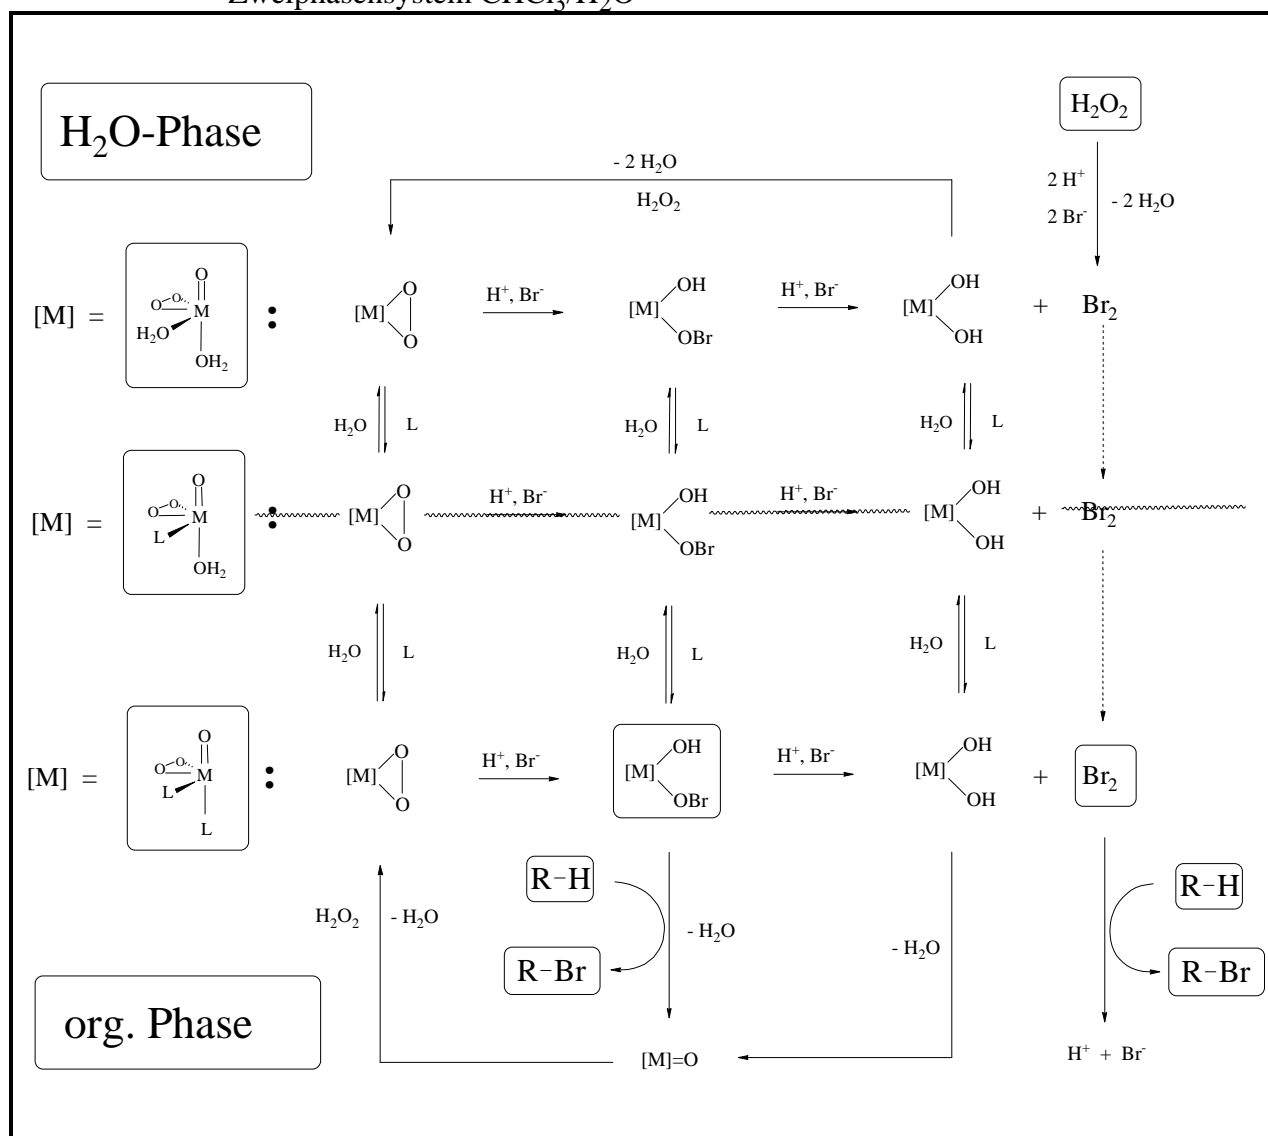 Zweiphasensystem CHCl3/H2O
H2O-Phase
H2O2
- 2 H2O
H2O2
2 H+
2 Br-
- 2 H2O
[M] =
O
O O M
H2O
OH2
:
[M] O O
H+, Br-
[M] OH OBr
H+, Br-
[M] OH OH
+
Br2
H2O L
H2O L
H2O L
[M] =
O
O O M
L
OH2
:
[M] O O
H+, Br-
[M] OH OBr
H+, Br-
[M] OH OH
+
Br2
H2O L
H2O L
H2O L
[M] =
O
O O M
L
L
:
[M] O O
H+, Br-
[M] OH OBr
H+, Br-
[M] OH OH
+
Br2
H2O2 - H2O
R-H
R-Br
- H2O
- H2O
R-H
R-Br
org. Phase
[M]=O
H+ + Br-